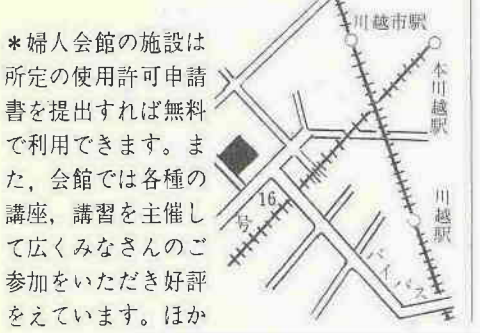 *婦人会館の施設は
所定の使用許可申請
書を提出すれば無料
で利用できます。ま
た，会館では各種の
講座，講習を主催し
て広くみなさんのご
参加をいただき好評
をえています。ほか
川越市駅
本川越駅
川越駅
16号
バイパス